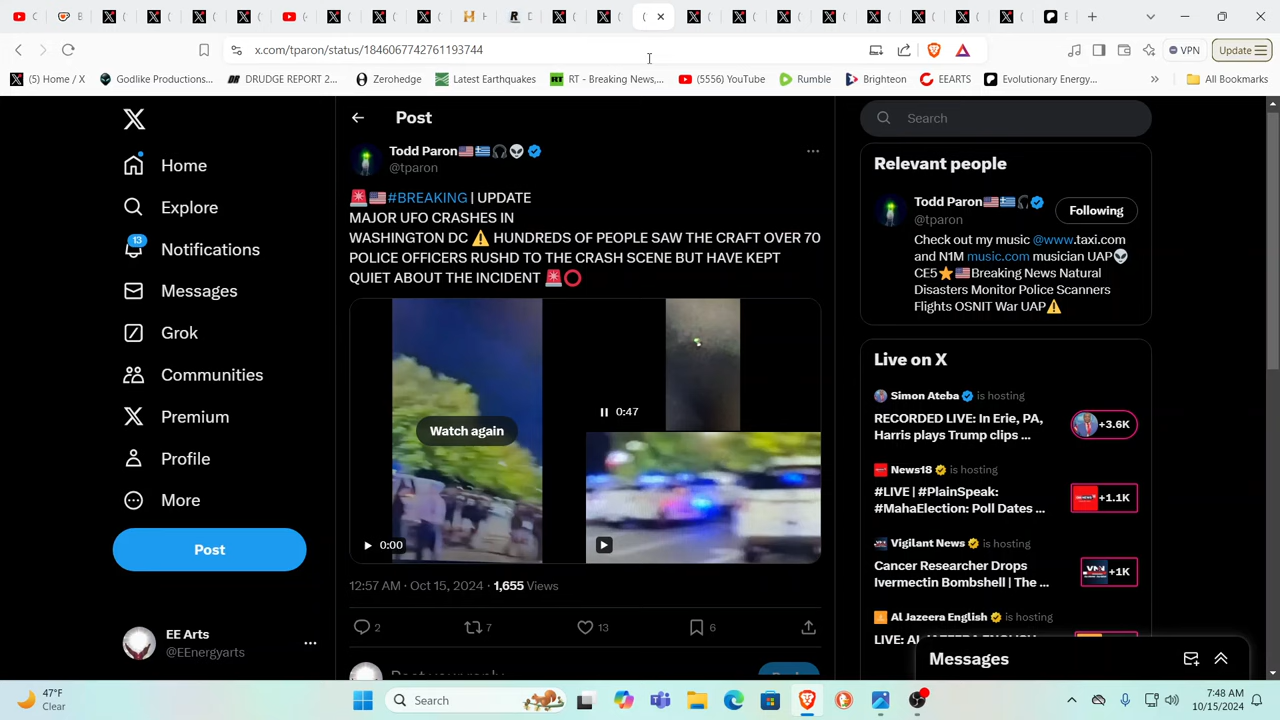 x.com/tparon/status/1846067742761193744
VPN
Update
(5) Home / X
Godlike Productions...
DRUDGE REPORT 2...
Zerohedge
Latest Earthquakes
RT - Breaking News,...
(555) YouTube
Rumble
Brighteon
EEARTS
Evolutionary Energy...
All Bookmarks
Home
Explore
13
Notifications
Messages
Grok
Communities
Premium
Profile
More
Post
EE Arts
@EEnergyarts
Post
Todd Paron🇺🇸🇬🇷🎧👽
@tparon
🚨🇺🇸#BREAKING | UPDATE
MAJOR UFO CRASHES IN
WASHINGTON DC ⚠️ HUNDREDS OF PEOPLE SAW THE CRAFT OVER 70
POLICE OFFICERS RUSHD TO THE CRASH SCENE BUT HAVE KEPT
QUIET ABOUT THE INCIDENT 🚨⭕
Watch again
0:00
0:47
12:57 AM · Oct 15, 2024 · 1,655 Views
2
7
13
6
Post your reply
Search
Relevant people
Todd Paron🇺🇸🇬🇷🎧
@tparon
Following
Check out my music @www.taxi.com
and N1M music.com musician UAP👽
CE5⭐🇺🇸Breaking News Natural
Disasters Monitor Police Scanners
Flights OSNIT War UAP⚠️
Live on X
Simon Ateba is hosting
RECORDED LIVE: In Erie, PA,
Harris plays Trump clips ...
+3.6K
News18 is hosting
#LIVE | #PlainSpeak:
#MahaElection: Poll Dates ...
+1.1K
Vigilant News is hosting
Cancer Researcher Drops
Ivermectin Bombshell | The ...
+1K
Al Jazeera English is hosting
Messages
47°F
Clear
Search
7:48 AM
10/15/2024